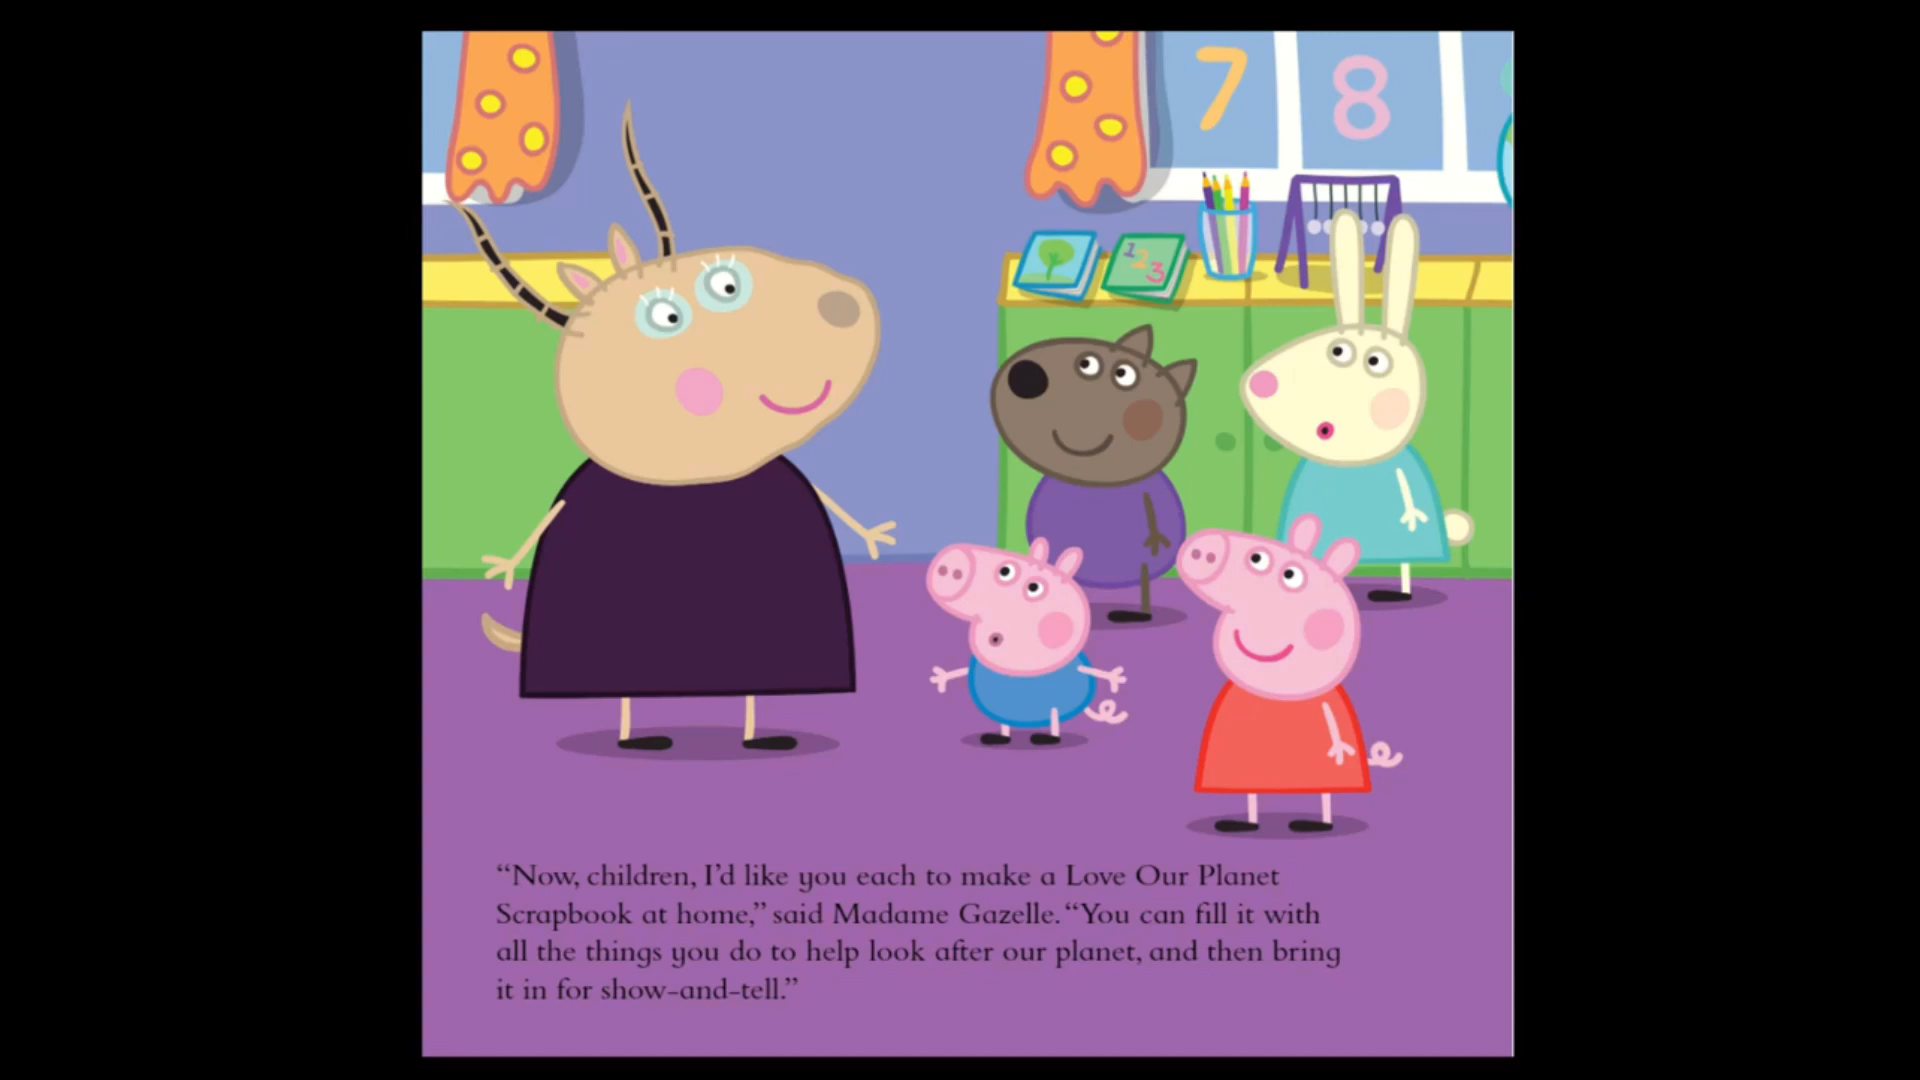 7 8
123
“Now, children, I’d like you each to make a Love Our Planet
Scrapbook at home,” said Madame Gazelle. “You can fill it with
all the things you do to help look after our planet, and then bring
it in for show-and-tell.”